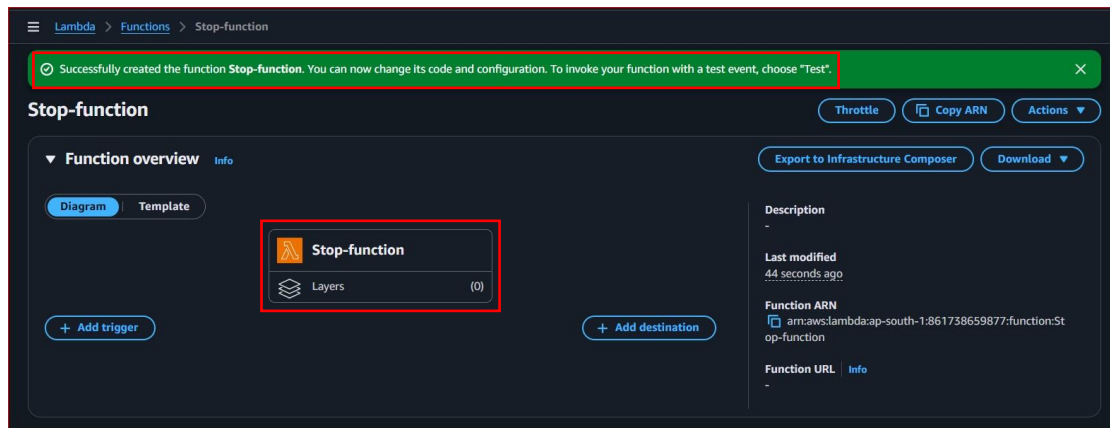 Lambda > Functions > Stop-function
Successfully created the function Stop-function. You can now change its code and configuration. To invoke your function with a test event, choose "Test".
Stop-function
Throttle
Copy ARN
Actions
Function overview Info
Export to Infrastructure Composer
Download
Diagram
Template
Stop-function
Layers (0)
+ Add trigger
+ Add destination
Description
-
Last modified
44 seconds ago
Function ARN
arn:aws:lambda:ap-south-1:861738659877:function:St
op-function
Function URL Info
-